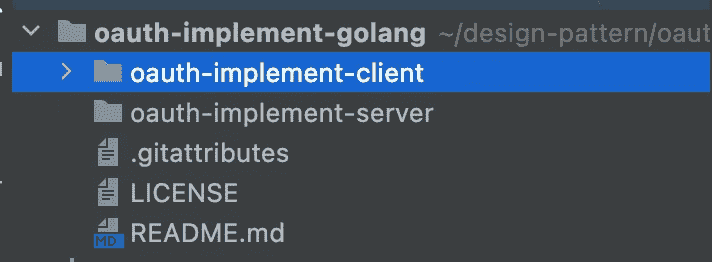 oauth-implement-golang ~/design-pattern/oaut
oauth-implement-client
oauth-implement-server
.gitattributes
LICENSE
MD README.md